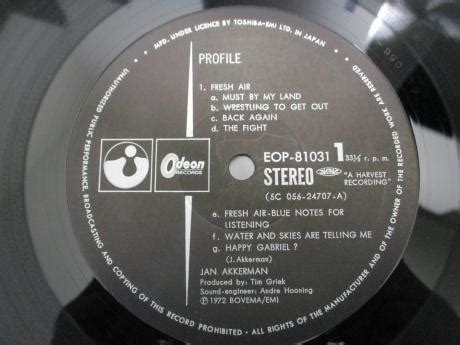 MFD. UNDER LICENCE BY TOSHIBA-EMI LTD. IN JAPAN
UNAUTHORIZED PUBLIC PERFORMANCE, BROADCASTING AND COPYING OF THIS RECORD PROHIBITED · ALL RIGHTS OF THE MANUFACTURER AND OF THE OWNER OF THE RECORDED WORK ARE RESERVED
PROFILE
1. FRESH AIR
a. MUST BY MY LAND
b. WRESTLING TO GET OUT
c. BACK AGAIN
d. THE FIGHT
Odeon
RECORDS
EOP-81031 1 33⅓ r. p. m.
STEREO "A HARVEST
RECORDING"
(5C 056-24707-A)
e. FRESH AIR-BLUE NOTES FOR
LISTENING
f. WATER AND SKIES ARE TELLING ME
g. HAPPY GABRIEL ?
(J. Akkerman)
JAN AKKERMAN
Produced by: Tim Griek
Sound-engineer: Andre Hooning
Ⓟ 1972 BOVEMA/EMI